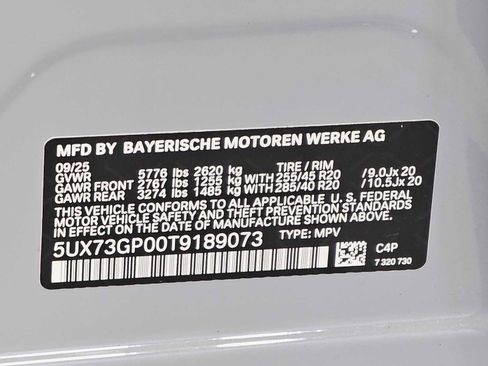 MFD BY BAYERISCHE MOTOREN WERKE AG
09/25 TIRE / RIM
GVWR 5776 lbs 2620 kg
GAWR FRONT 2767 lbs 1255 kg WITH 255/45 R20 /9.0Jx 20
GAWR REAR 3274 lbs 1485 kg WITH 285/40 R20 /10.5Jx 20
THIS VEHICLE CONFORMS TO ALL APPLICABLE U. S. FEDERAL
MOTOR VEHICLE SAFETY AND THEFT PREVENTION STANDARDS
IN EFFECT ON THE DATE OF MANUFACTURE SHOWN ABOVE.
5UX73GP00T9189073 TYPE: MPV
C4P
7 320 730